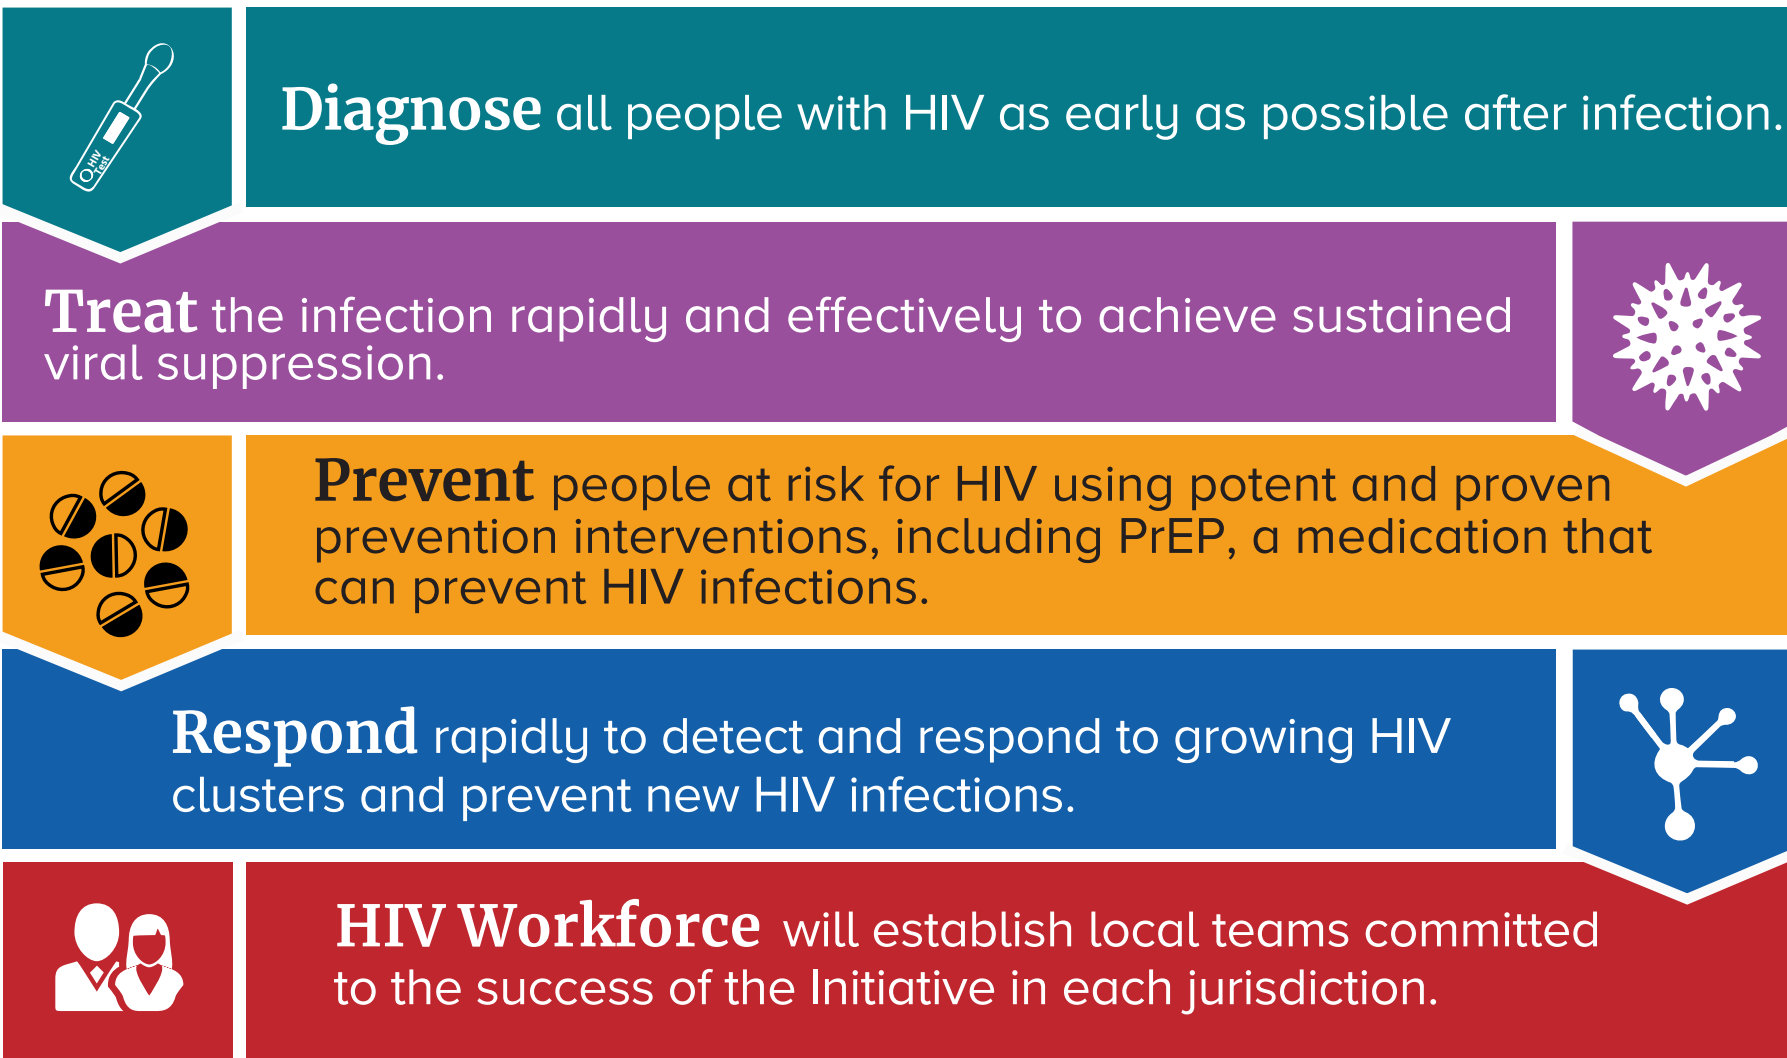 HIV
Test
Diagnose all people with HIV as early as possible after infection.
Treat the infection rapidly and effectively to achieve sustained
viral suppression.
Prevent people at risk for HIV using potent and proven
prevention interventions, including PrEP, a medication that
can prevent HIV infections.
Respond rapidly to detect and respond to growing HIV
clusters and prevent new HIV infections.
HIV Workforce will establish local teams committed
to the success of the Initiative in each jurisdiction.